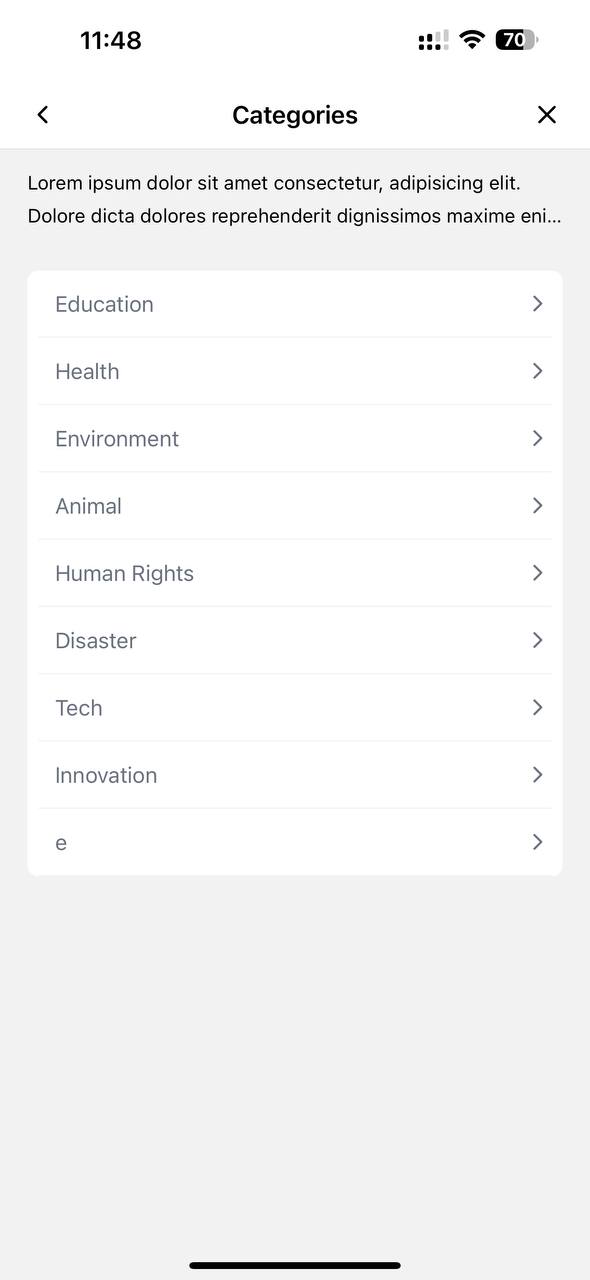 11:48
70
Categories
Lorem ipsum dolor sit amet consectetur, adipisicing elit.
Dolore dicta dolores reprehenderit dignissimos maxime eni...
Education
Health
Environment
Animal
Human Rights
Disaster
Tech
Innovation
e